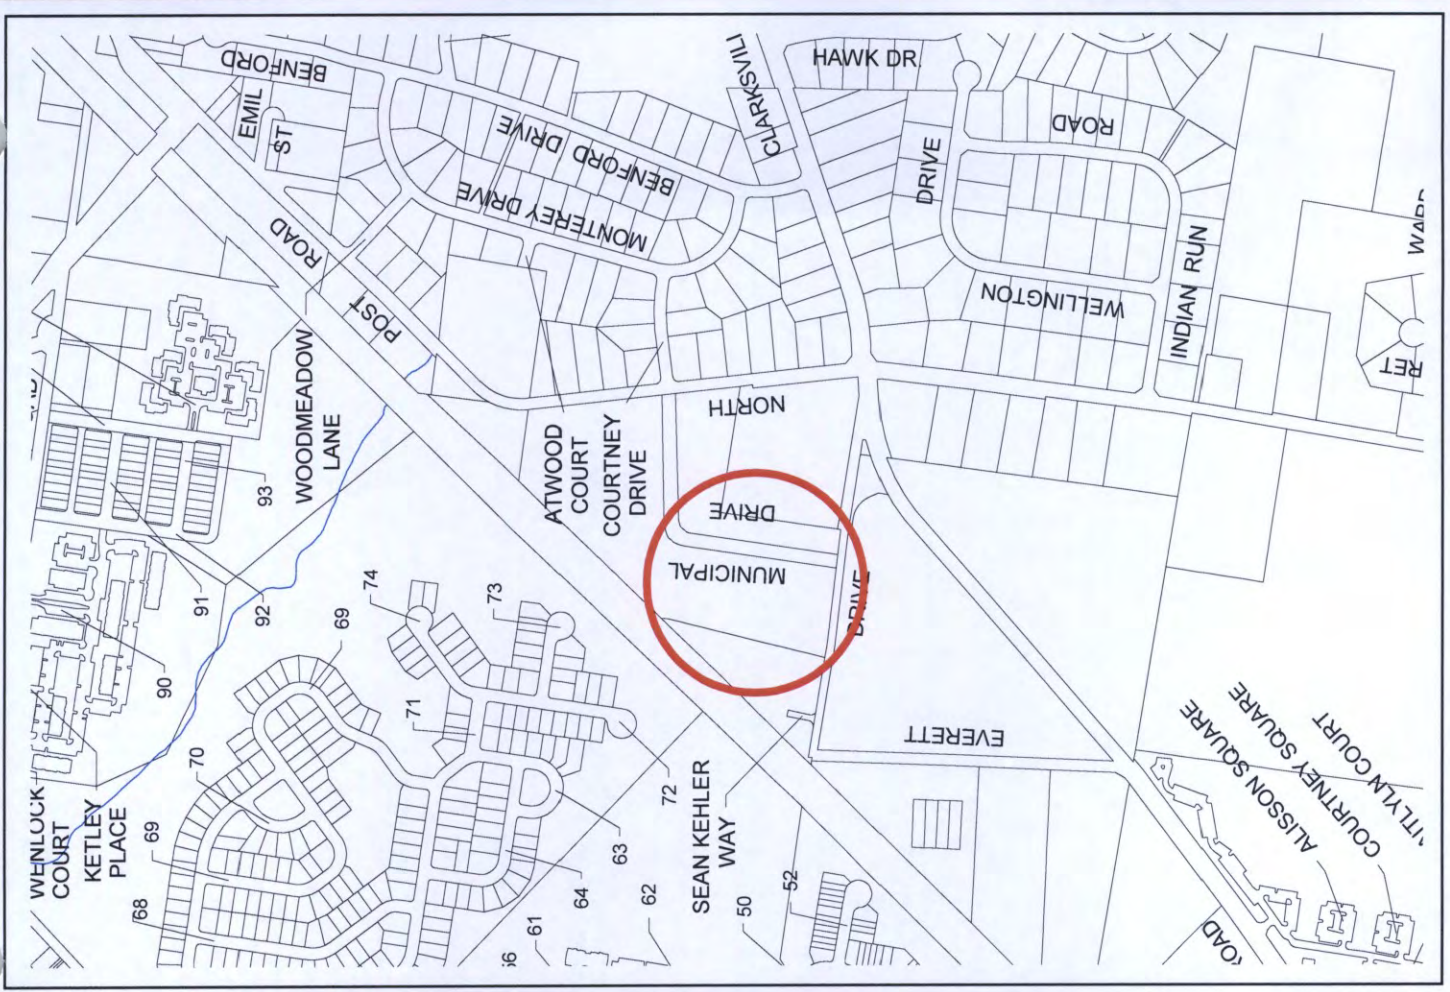 BENFORD
EMIL
ST
CLARKSVILL
HAWK DR.
BENFORD DRIVE
MONTEREY DRIVE
DRIVE
ROAD
ROAD
POST
WOODMEADOW
LANE
WELLINGTON
INDIAN RUN
WARD
RET
NORTH
ATWOOD
COURT
COURTNEY
DRIVE
DRIVE
MUNICIPAL
DRIVE
EVERETT
93
91
92
90
74
69
73
71
70
WENLOCK
COURT
KETLEY
PLACE
69
68
72
63
64
62
61
SEAN KEHLER
WAY
50
52
ALISSON SQUARE
COURTNEY SQUARE
OAD